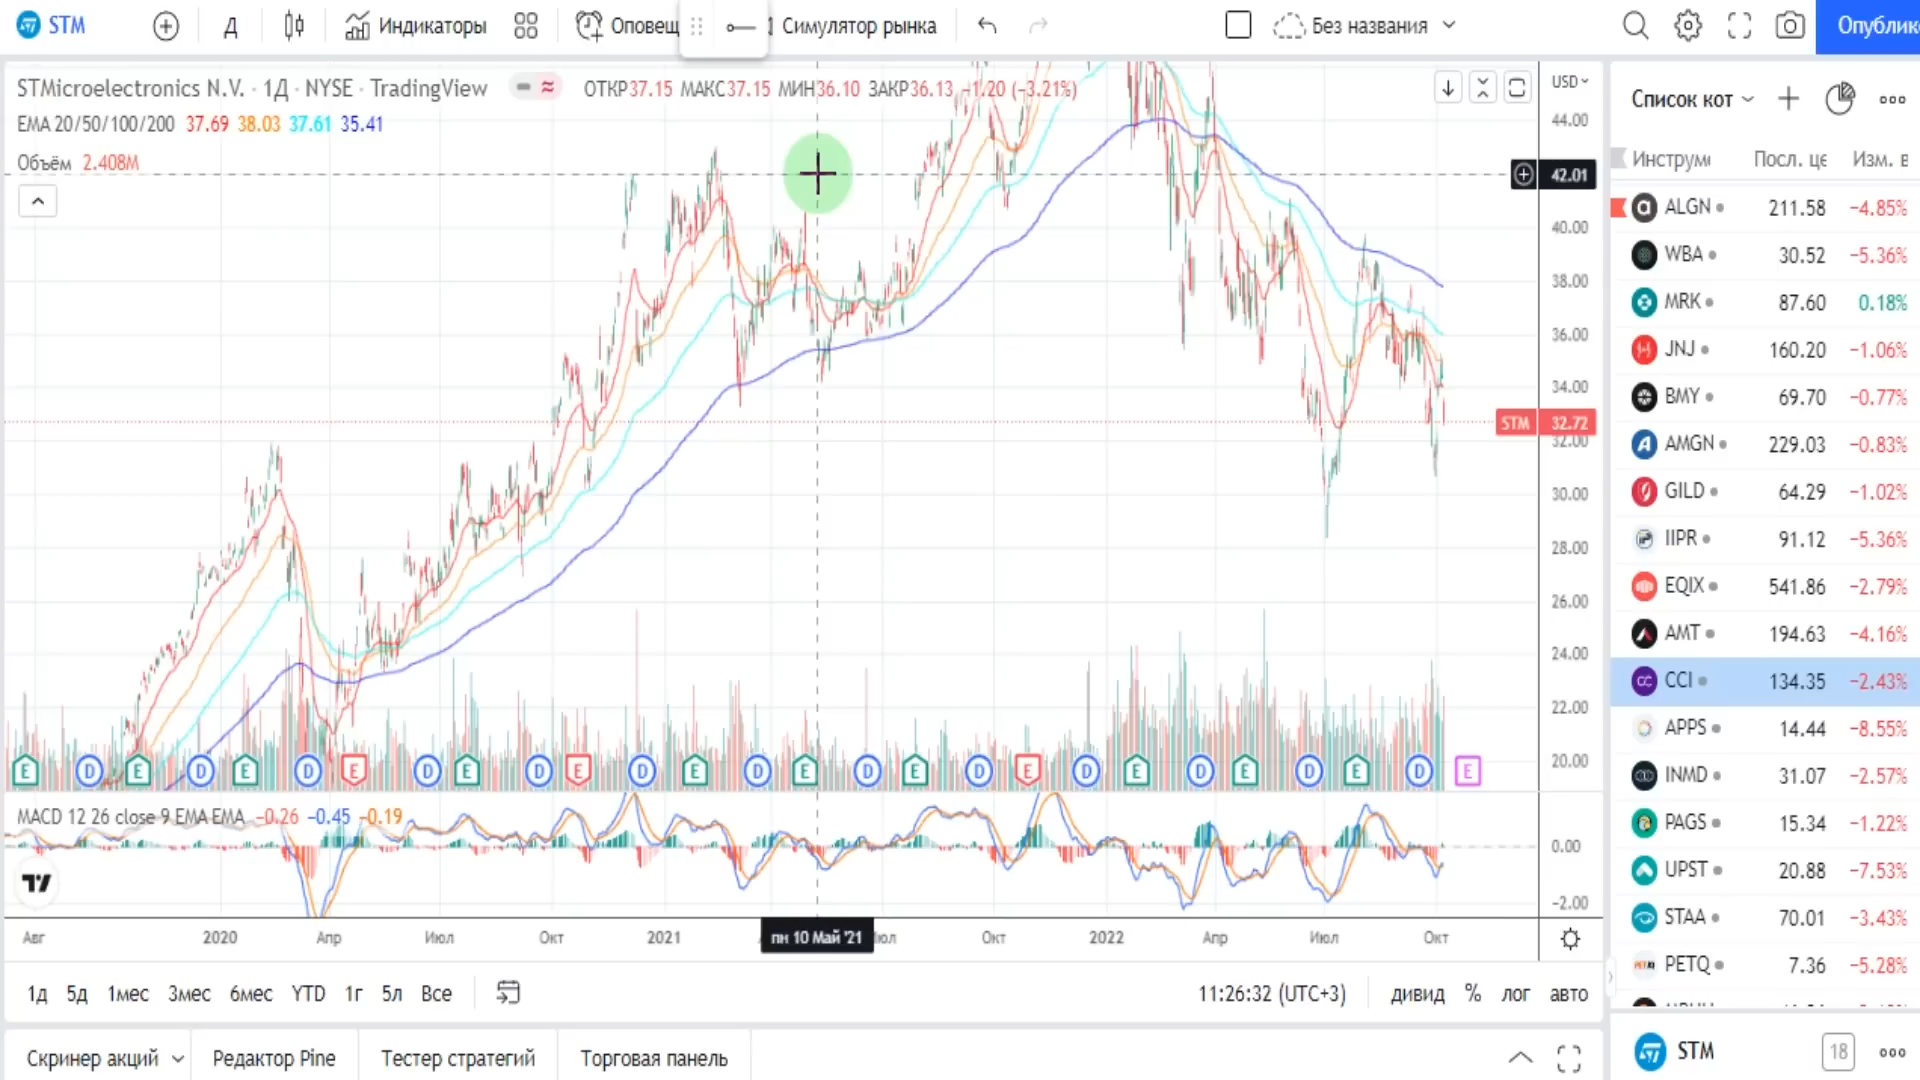 STM
Д
Индикаторы
Оповещ
Симулятор рынка
Без названия
Опублик
STMicroelectronics N.V. · 1Д · NYSE · TradingView
ОТКР37.15 МАКС37.15 МИН36.10 ЗАКР36.13 −1.20 (−3.21%)
EMA 20/50/100/200 37.69 38.03 37.61 35.41
Объём 2.408M
USD
44.00
42.01
40.00
38.00
36.00
34.00
STM 32.72
32.00
30.00
28.00
26.00
24.00
22.00
20.00
E D E D E D E D E D E D E D E D E D E D E D E D E D E
MACD 12 26 close 9 EMA EMA −0.26 −0.45 −0.19
0.00
−2.00
Авг 2020 Апр Июл Окт 2021 пн 10 Май '21 Окт 2022 Апр Июл Окт
1д 5д 1мес 3мес 6мес YTD 1г 5л Все
11:26:32 (UTC+3) дивид % лог авто
Скринер акций Редактор Pine Тестер стратегий Торговая панель
Список кот
Инструм Посл. це Изм. в
ALGN 211.58 −4.85%
WBA 30.52 −5.36%
MRK 87.60 0.18%
JNJ 160.20 −1.06%
BMY 69.70 −0.77%
AMGN 229.03 −0.83%
GILD 64.29 −1.02%
IIPR 91.12 −5.36%
EQIX 541.86 −2.79%
AMT 194.63 −4.16%
CCI 134.35 −2.43%
APPS 14.44 −8.55%
INMD 31.07 −2.57%
PAGS 15.34 −1.22%
UPST 20.88 −7.53%
STAA 70.01 −3.43%
PETQ 7.36 −5.28%
STM 18